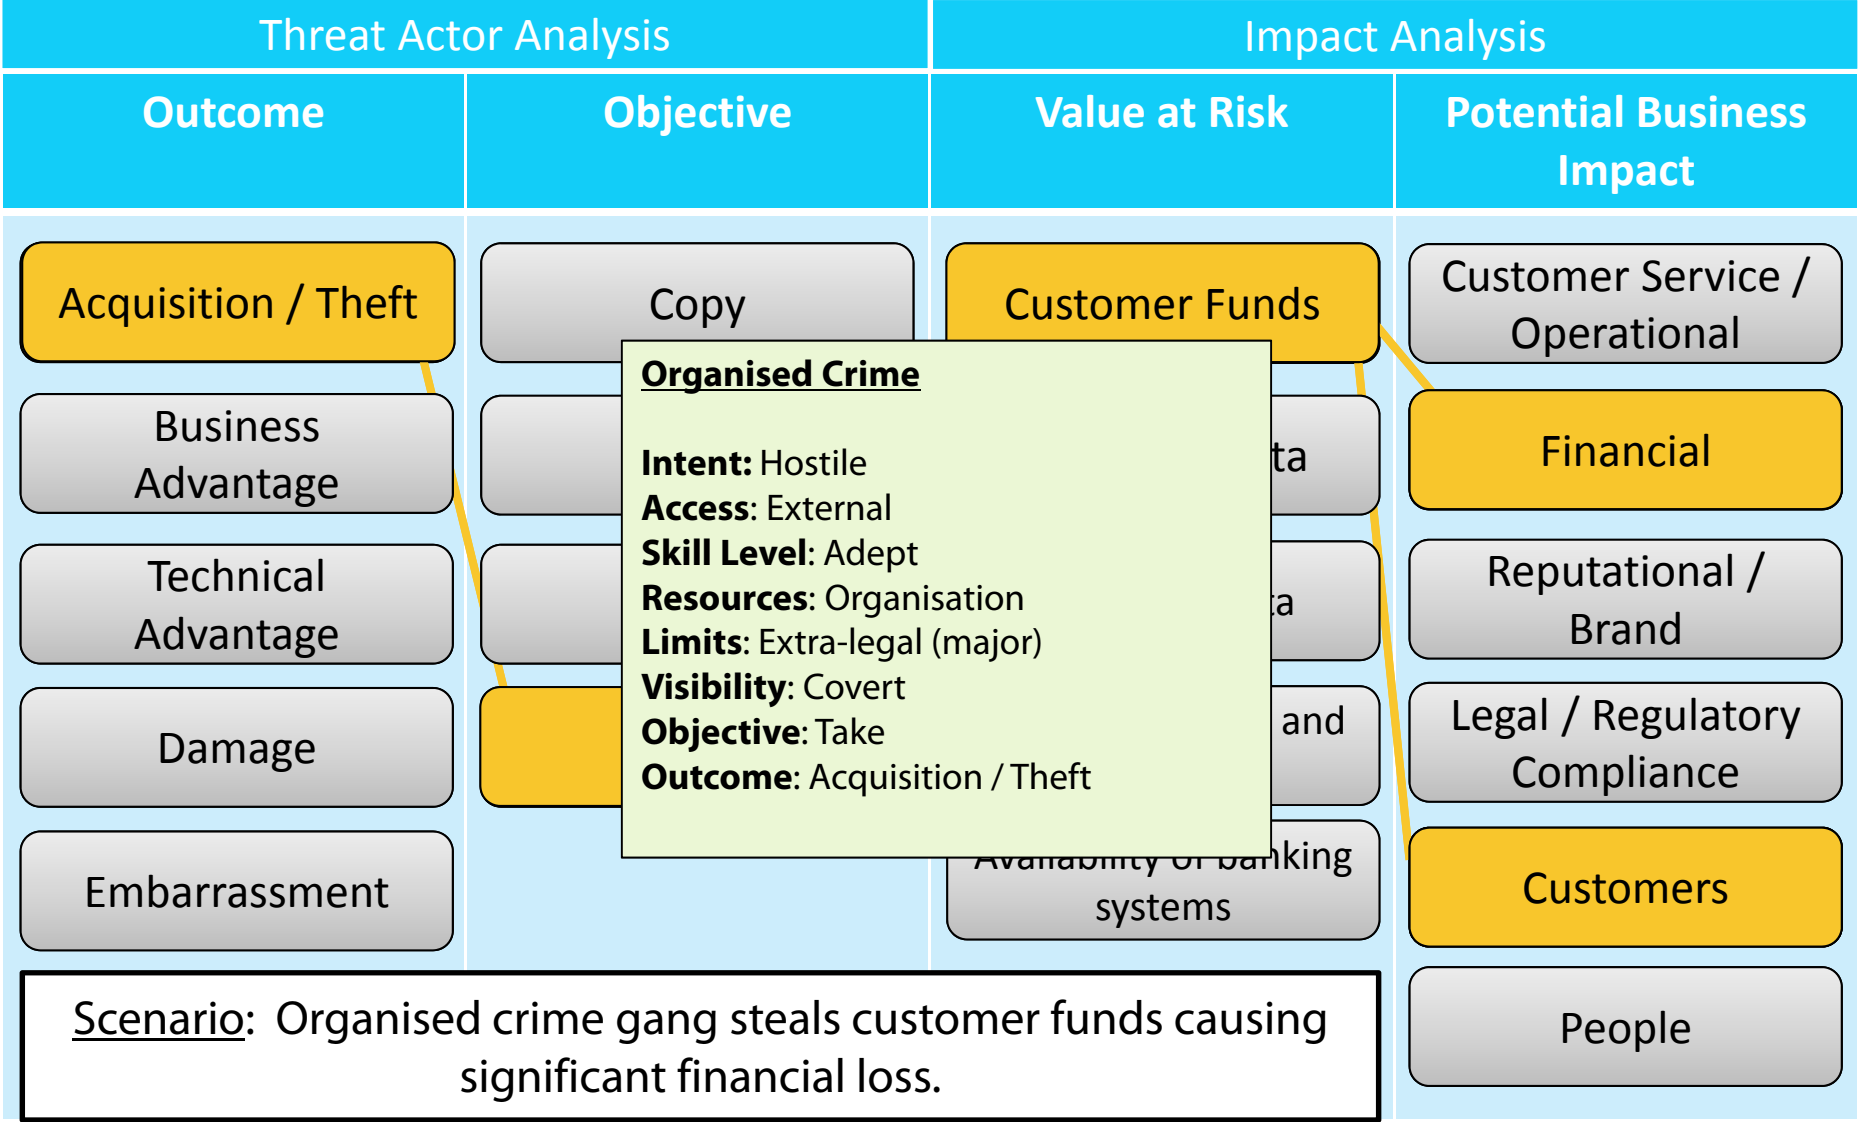 Threat Actor Analysis
Impact Analysis
Outcome
Objective
Value at Risk
Potential Business
Impact
Acquisition / Theft
Business
Advantage
Technical
Advantage
Damage
Embarrassment
Copy
Organised Crime
Intent: Hostile
Access: External
Skill Level: Adept
Resources: Organisation
Limits: Extra-legal (major)
Visibility: Covert
Objective: Take
Outcome: Acquisition / Theft
Customer Funds
and
Availability of banking
systems
Customer Service /
Operational
Financial
Reputational /
Brand
Legal / Regulatory
Compliance
Customers
People
Scenario: Organised crime gang steals customer funds causing
significant financial loss.